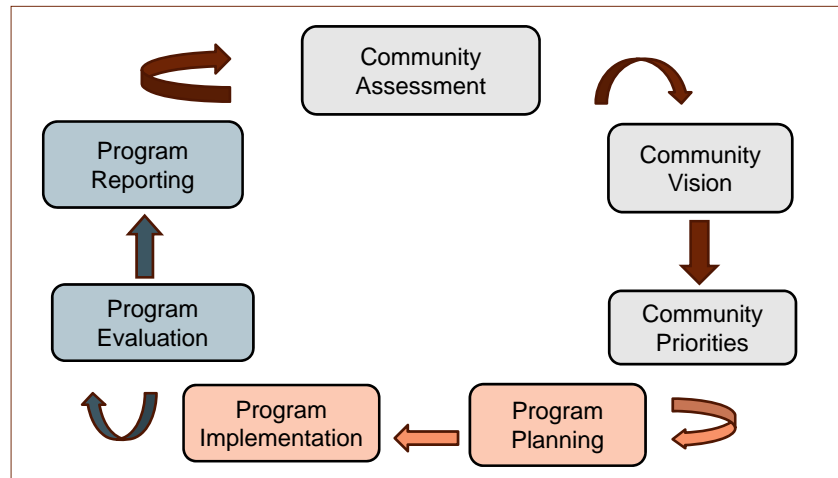 Community
Assessment
Community
Vision
Community
Priorities
Program
Planning
Program
Implementation
Program
Evaluation
Program
Reporting